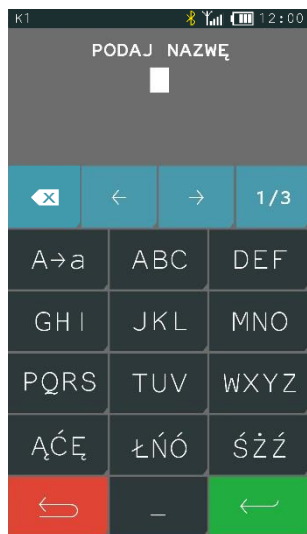 K1 12:00
PODAJ NAZWĘ
← → 1/3
A→a ABC DEF
GHI JKL MNO
PQRS TUV WXYZ
ĄĆĘ ŁŃÓ ŚŻŹ
_